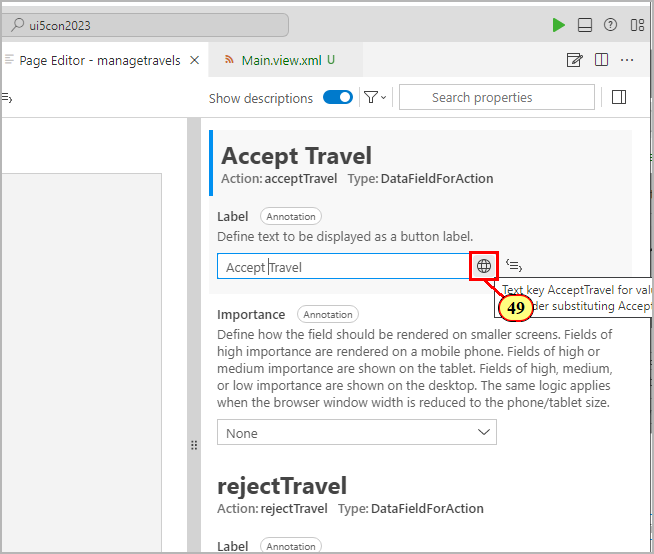 ui5con2023
Page Editor - managetravels
Main.view.xml U
Show descriptions
Search properties
Accept Travel
Action: acceptTravel Type: DataFieldForAction
Label Annotation
Define text to be displayed as a button label.
Accept Travel
Text key AcceptTravel for
49
der substituting Accep
Importance Annotation
Define how the field should be rendered on smaller screens. Fields of
high importance are rendered on a mobile phone. Fields of high or
medium importance are shown on the tablet. Fields of high, medium,
or low importance are shown on the desktop. The same logic applies
when the browser window width is reduced to the phone/tablet size.
None
rejectTravel
Action: rejectTravel Type: DataFieldForAction
Label Annotation